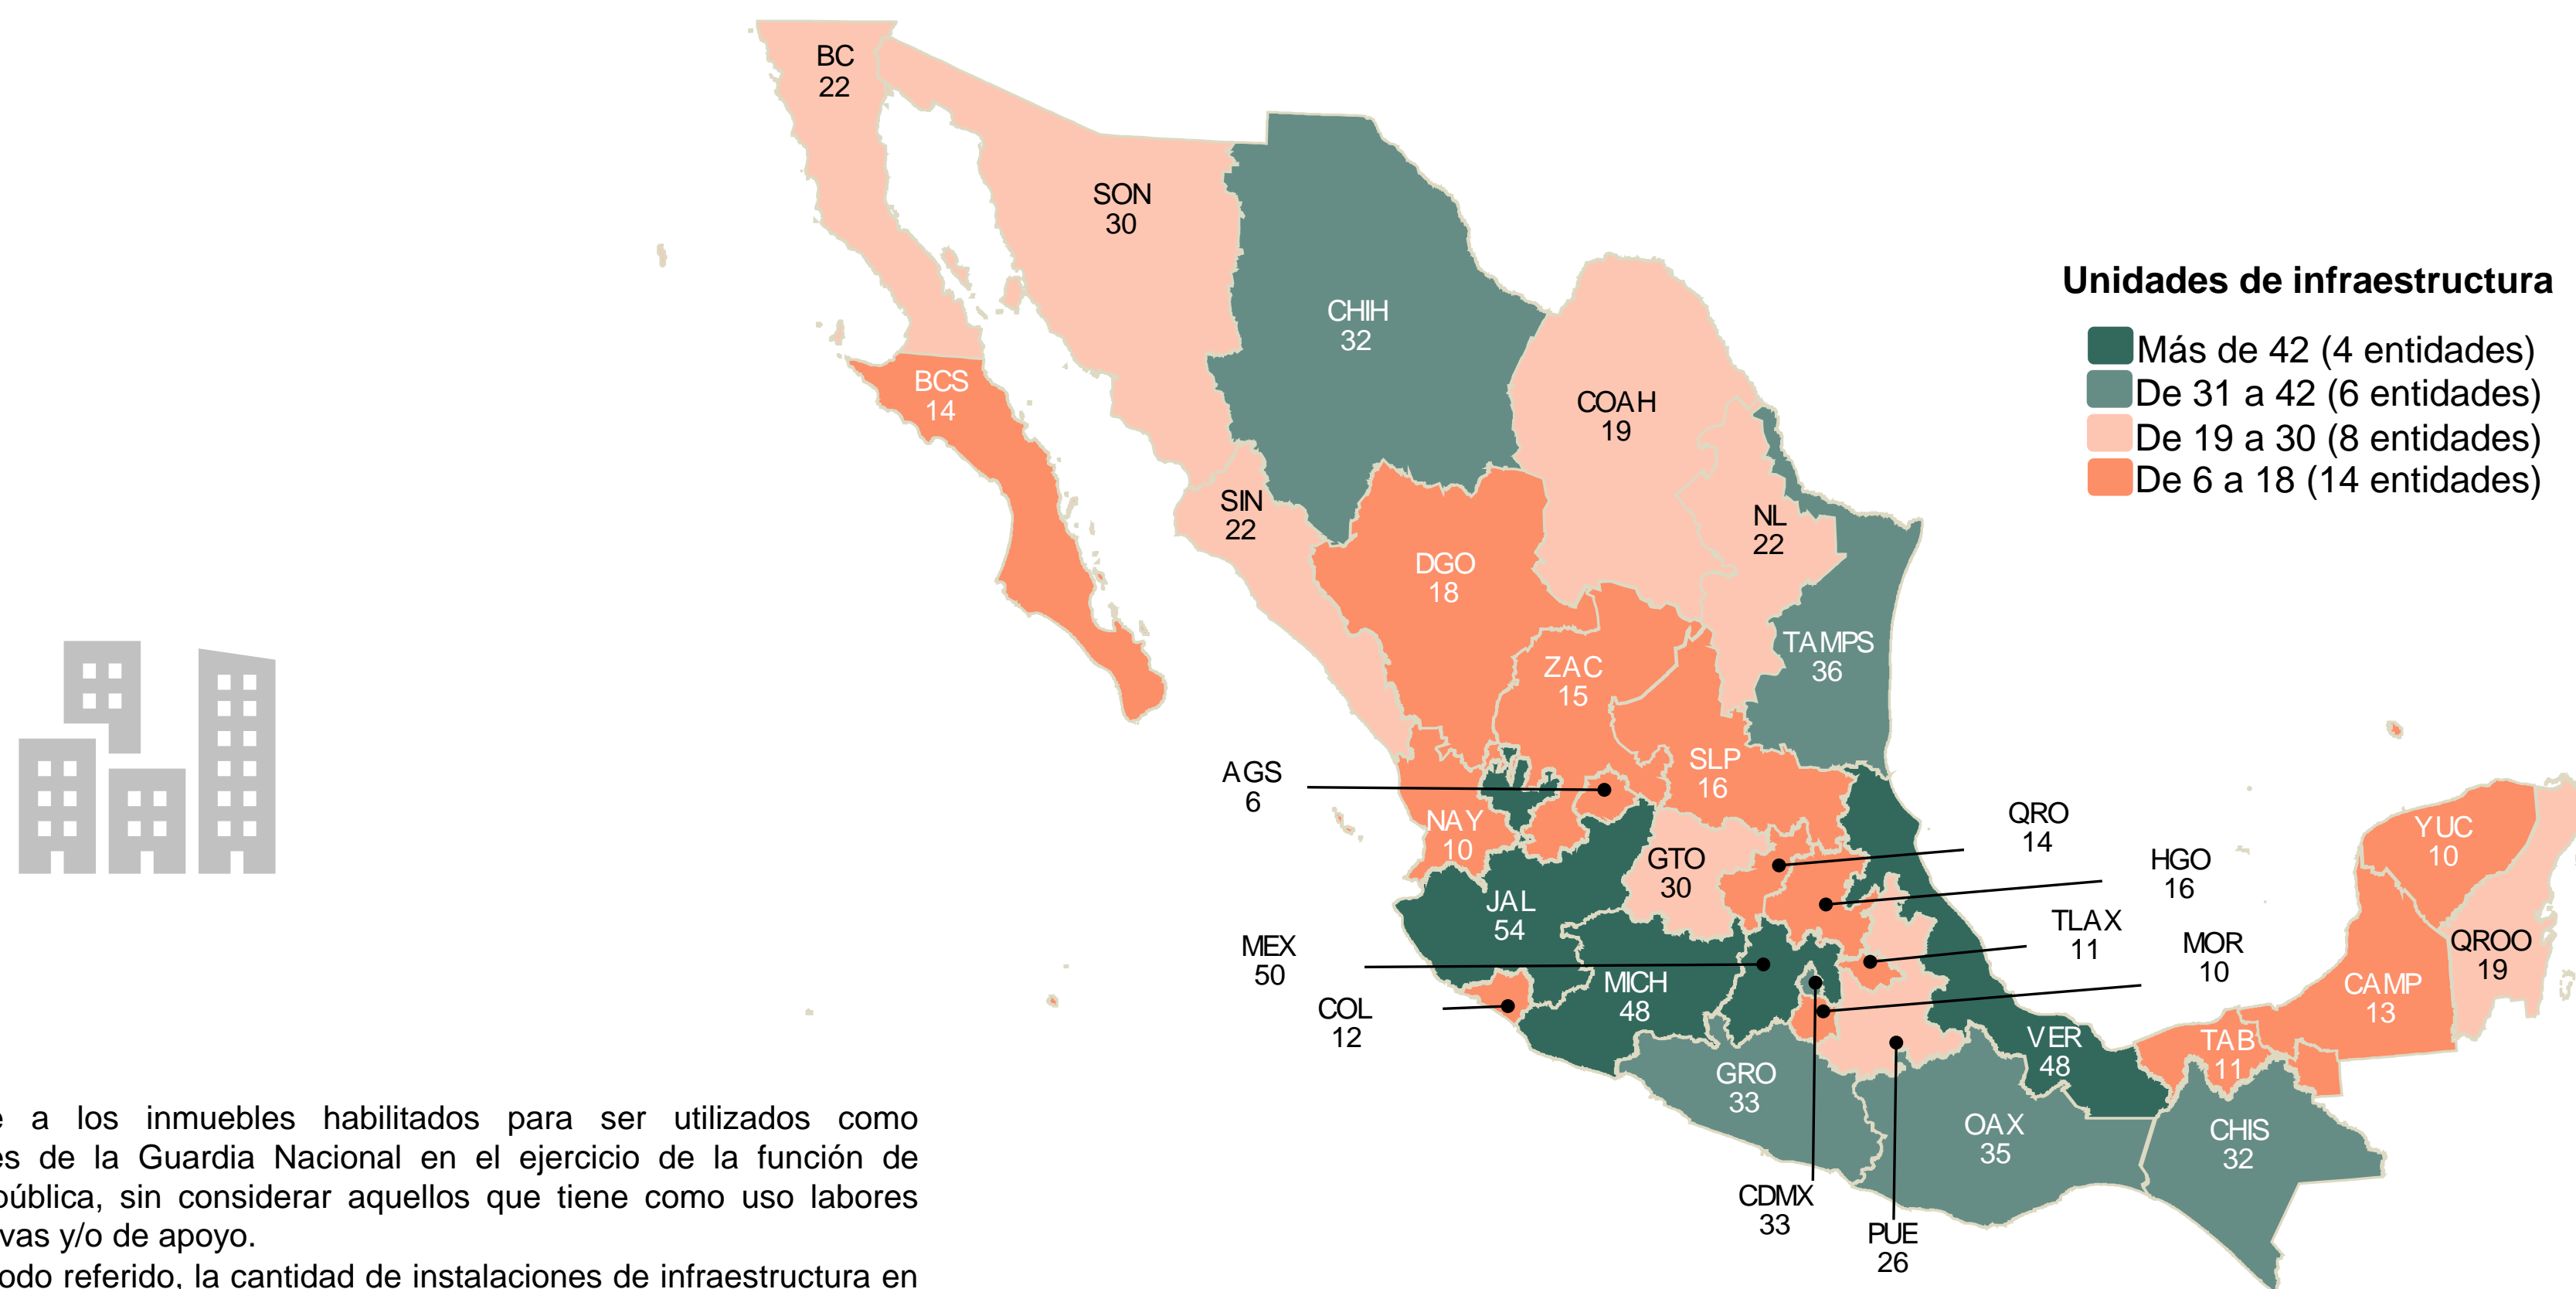 BC
22
SON
30
CHIH
32
Unidades de infraestructura
Más de 42 (4 entidades)
De 31 a 42 (6 entidades)
De 19 a 30 (8 entidades)
De 6 a 18 (14 entidades)
BCS
14
COAH
19
SIN
22
NL
22
DGO
18
TAMPS
36
ZAC
15
SLP
16
AGS
6
NAY
10
QRO
14
YUC
10
GTO
30
HGO
16
JAL
54
TLAX
11
MEX
50
MOR
10
QROO
19
MICH
48
CAMP
13
COL
12
VER
48
TAB
11
GRO
33
OAX
35
CHIS
32
CDMX
33
PUE
26
a los inmuebles habilitados para ser utilizados como
de la Guardia Nacional en el ejercicio de la función de
sin considerar aquellos que tiene como uso labores
y/o de apoyo.
referido, la cantidad de instalaciones de infraestructura en